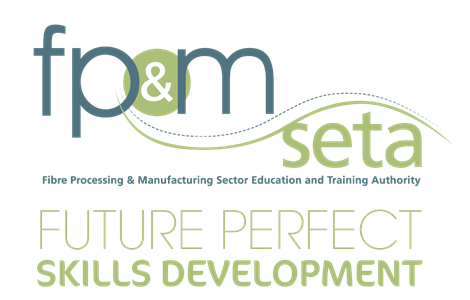 fp&m
seta
Fibre Processing & Manufacturing Sector Education and Training Authority
FUTURE PERFECT
SKILLS DEVELOPMENT